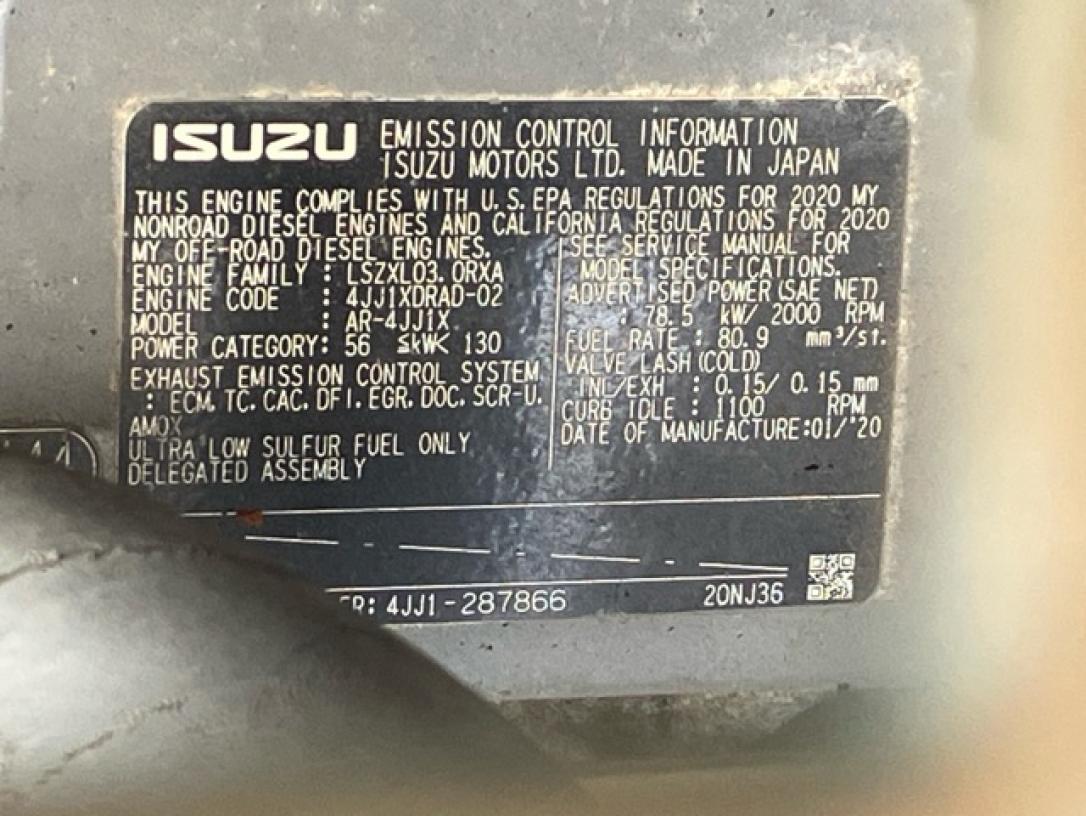 ISUZU EMISSION CONTROL INFORMATION
ISUZU MOTORS LTD. MADE IN JAPAN
THIS ENGINE COMPLIES WITH U.S. EPA REGULATIONS FOR 2020 MY
NONROAD DIESEL ENGINES AND CALIFORNIA REGULATIONS FOR 2020
MY OFF-ROAD DIESEL ENGINES.
ENGINE FAMILY : LSZXL03.0RXA
ENGINE CODE : 4JJ1XDRAD-02
MODEL : AR-4JJ1X
POWER CATEGORY: 56 ≤kW< 130
EXHAUST EMISSION CONTROL SYSTEM
: ECM. TC. CAC. DFI. EGR. DOC. SCR-U.
AMOX
ULTRA LOW SULFUR FUEL ONLY
DELEGATED ASSEMBLY
SEE SERVICE MANUAL FOR
MODEL SPECIFICATIONS.
ADVERTISED POWER (SAE NET)
: 78.5 kW/ 2000 RPM
FUEL RATE : 80.9 mm³/st.
VALVE LASH (COLD)
INL/EXH : 0.15/ 0.15 mm
CURB IDLE : 1100 RPM
DATE OF MANUFACTURE:01/'20
4JJ1-287866 20NJ36